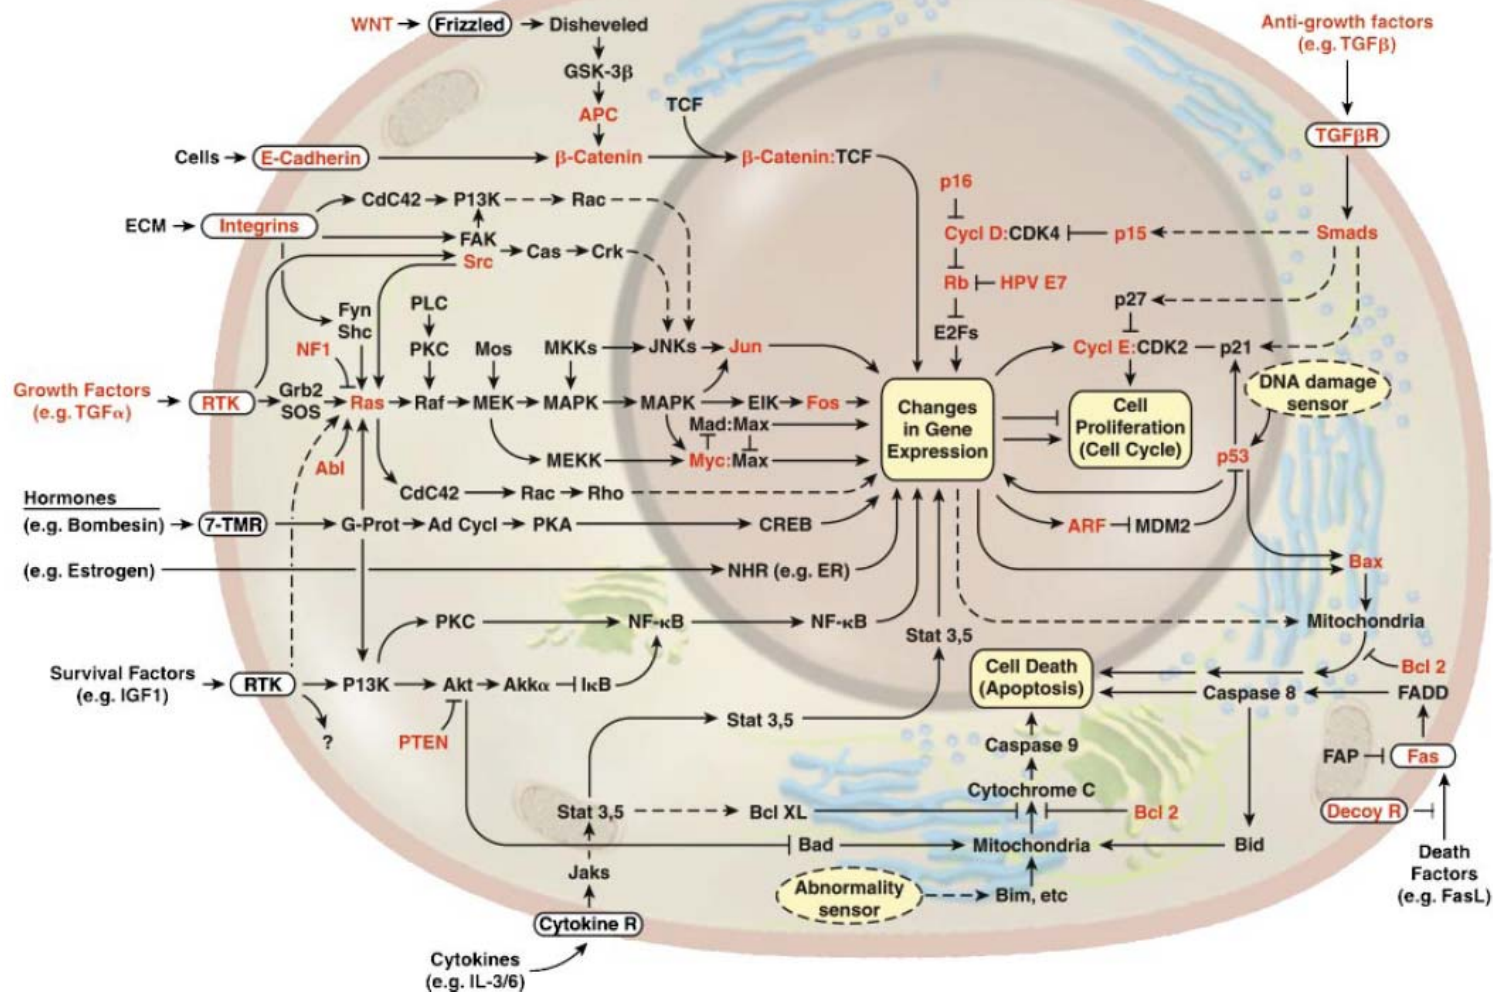 WNT
Frizzled
Disheveled
GSK-3β
APC
TCF
Cells
E-Cadherin
β-Catenin
β-Catenin:TCF
CdC42
P13K
Rac
ECM
Integrins
FAK
Src
Cas
Crk
Fyn
Shc
PLC
NF1
PKC
Mos
MKKs
JNKs
Jun
Growth Factors
(e.g. TGFα)
RTK
Grb2
SOS
Ras
Raf
MEK
MAPK
MAPK
ElK
Fos
Mad:Max
Abl
MEKK
Myc:Max
CdC42
Rac
Rho
Hormones
(e.g. Bombesin)
7-TMR
G-Prot
Ad Cycl
PKA
CREB
(e.g. Estrogen)
NHR (e.g. ER)
PKC
NF-κB
NF-κB
Stat 3,5
Survival Factors
(e.g. IGF1)
RTK
P13K
Akt
Akkα
IκB
?
PTEN
Stat 3,5
Stat 3,5
Bcl XL
Bad
Jaks
Cytokine R
Cytokines
(e.g. IL-3/6)
Anti-growth factors
(e.g. TGFβ)
TGFβR
p16
Cycl D:CDK4
p15
Smads
Rb
HPV E7
p27
E2Fs
Cycl E:CDK2
p21
DNA damage
sensor
Changes
in Gene
Expression
Cell
Proliferation
(Cell Cycle)
p53
ARF
MDM2
Bax
Mitochondria
Cell Death
(Apoptosis)
Bcl 2
Caspase 8
FADD
Caspase 9
FAP
Fas
Cytochrome C
Bcl 2
Decoy R
Mitochondria
Bid
Death
Factors
(e.g. FasL)
Abnormality
sensor
Bim, etc